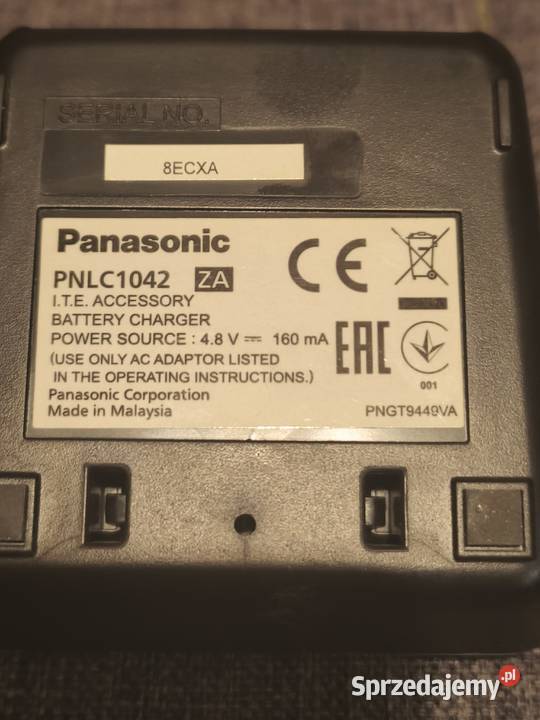 SERIAL NO.
8ECXA
Panasonic
PNLC1042 ZA
I.T.E. ACCESSORY
BATTERY CHARGER
POWER SOURCE : 4.8 V ⎓ 160 mA
(USE ONLY AC ADAPTOR LISTED
IN THE OPERATING INSTRUCTIONS.)
Panasonic Corporation
Made in Malaysia
CE
EAC
001
PNGT9449VA
Sprzedajemy.pl